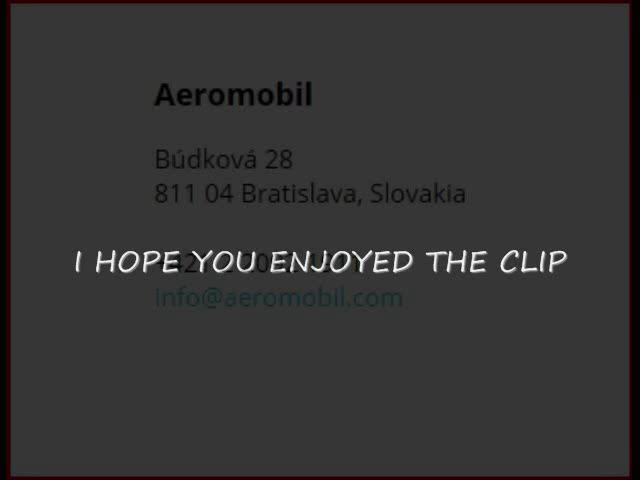 Aeromobil
Búdková 28
811 04 Bratislava, Slovakia
I HOPE YOU ENJOYED THE CLIP
info@aeromobil.com